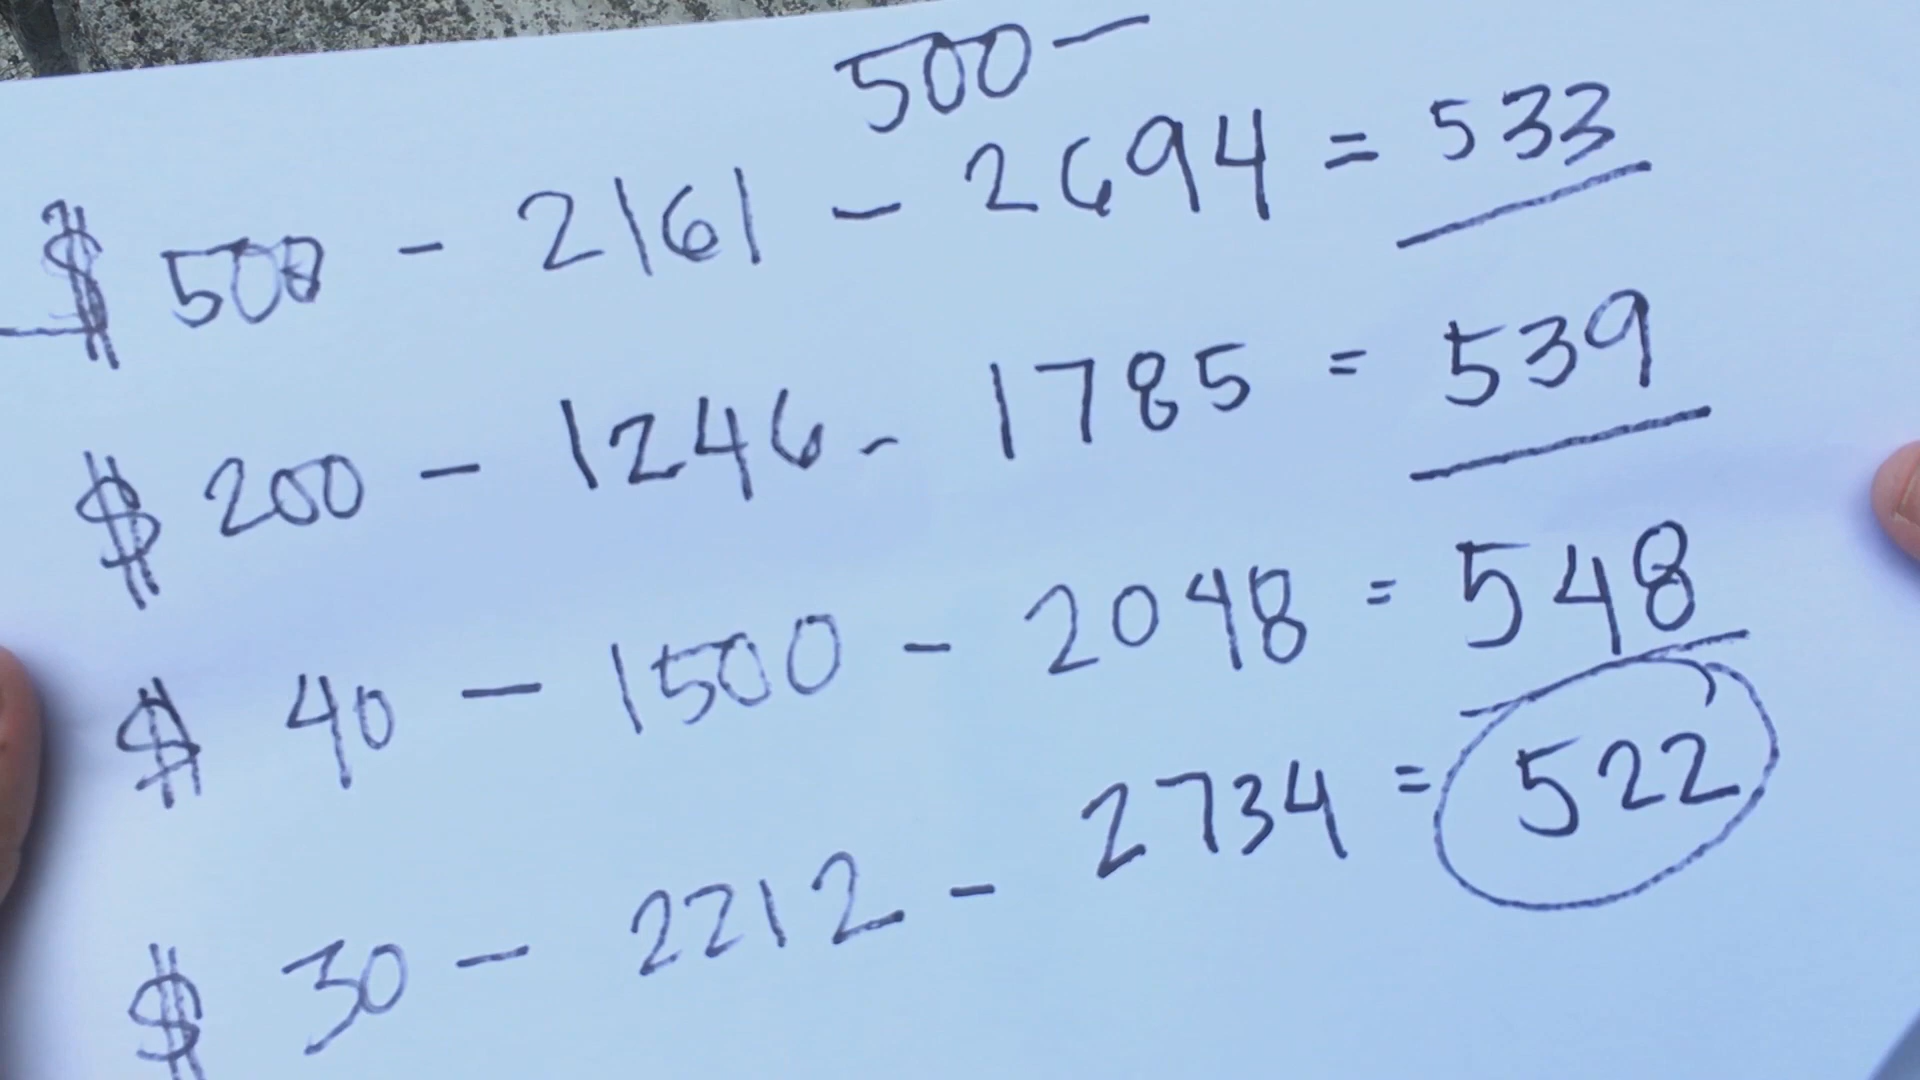 500 —
$ 500 - 2161 - 2694 = 533
$ 200 - 1246 - 1785 = 539
$ 40 - 1500 - 2048 = 548
$ 30 - 2212 - 2734 = 522